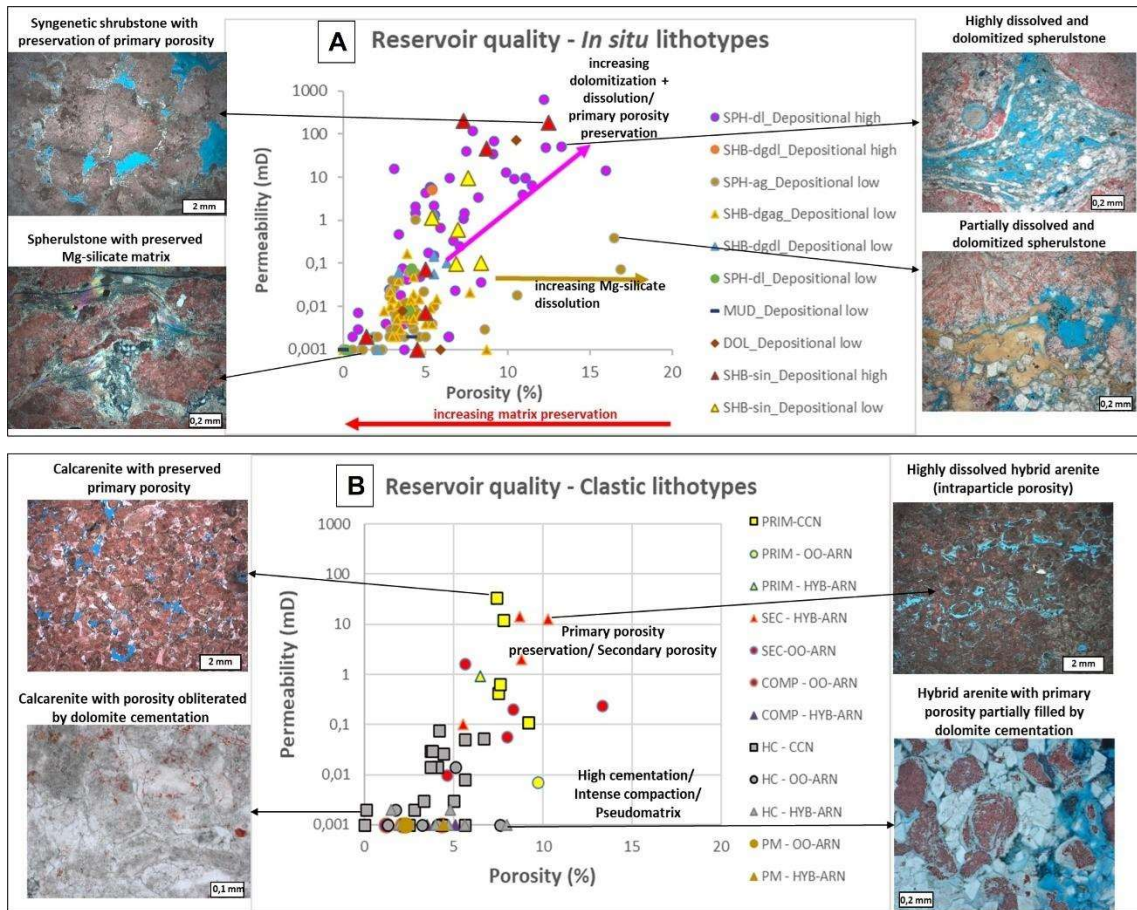 Syngenetic shrubstone with
preservation of primary porosity
2 mm
Spherulstone with preserved
Mg-silicate matrix
0,2 mm
A
Reservoir quality - In situ lithotypes
Permeability (mD)
1000
100
10
1
0,1
0,01
0,001
0
5
10
15
20
Porosity (%)
increasing
dolomitization +
dissolution/
primary porosity
preservation
increasing Mg-silicate
dissolution
increasing matrix preservation
SPH-dl_Depositional high
SHB-dgdl_Depositional high
SPH-ag_Depositional low
SHB-dgag_Depositional low
SHB-dgdl_Depositional low
SPH-dl_Depositional low
MUD_Depositional low
DOL_Depositional low
SHB-sin_Depositional high
SHB-sin_Depositional low
Highly dissolved and
dolomitized spherulstone
0,2 mm
Partially dissolved and
dolomitized spherulstone
0,2 mm
Calcarenite with preserved
primary porosity
2 mm
Calcarenite with porosity obliterated
by dolomite cementation
0,1 mm
B
Reservoir quality - Clastic lithotypes
Permeability (mD)
1000
100
10
1
0,1
0,01
0,001
0
5
10
15
20
Porosity (%)
Primary porosity
preservation/ Secondary porosity
High cementation/
Intense compaction/
Pseudomatrix
PRIM-CCN
PRIM - OO-ARN
PRIM - HYB-ARN
SEC - HYB-ARN
SEC-OO-ARN
COMP - OO-ARN
COMP - HYB-ARN
HC - CCN
HC - OO-ARN
HC - HYB-ARN
PM - OO-ARN
PM - HYB-ARN
Highly dissolved hybrid arenite
(intraparticle porosity)
2 mm
Hybrid arenite with primary
porosity partially filled by
dolomite cementation
0,2 mm